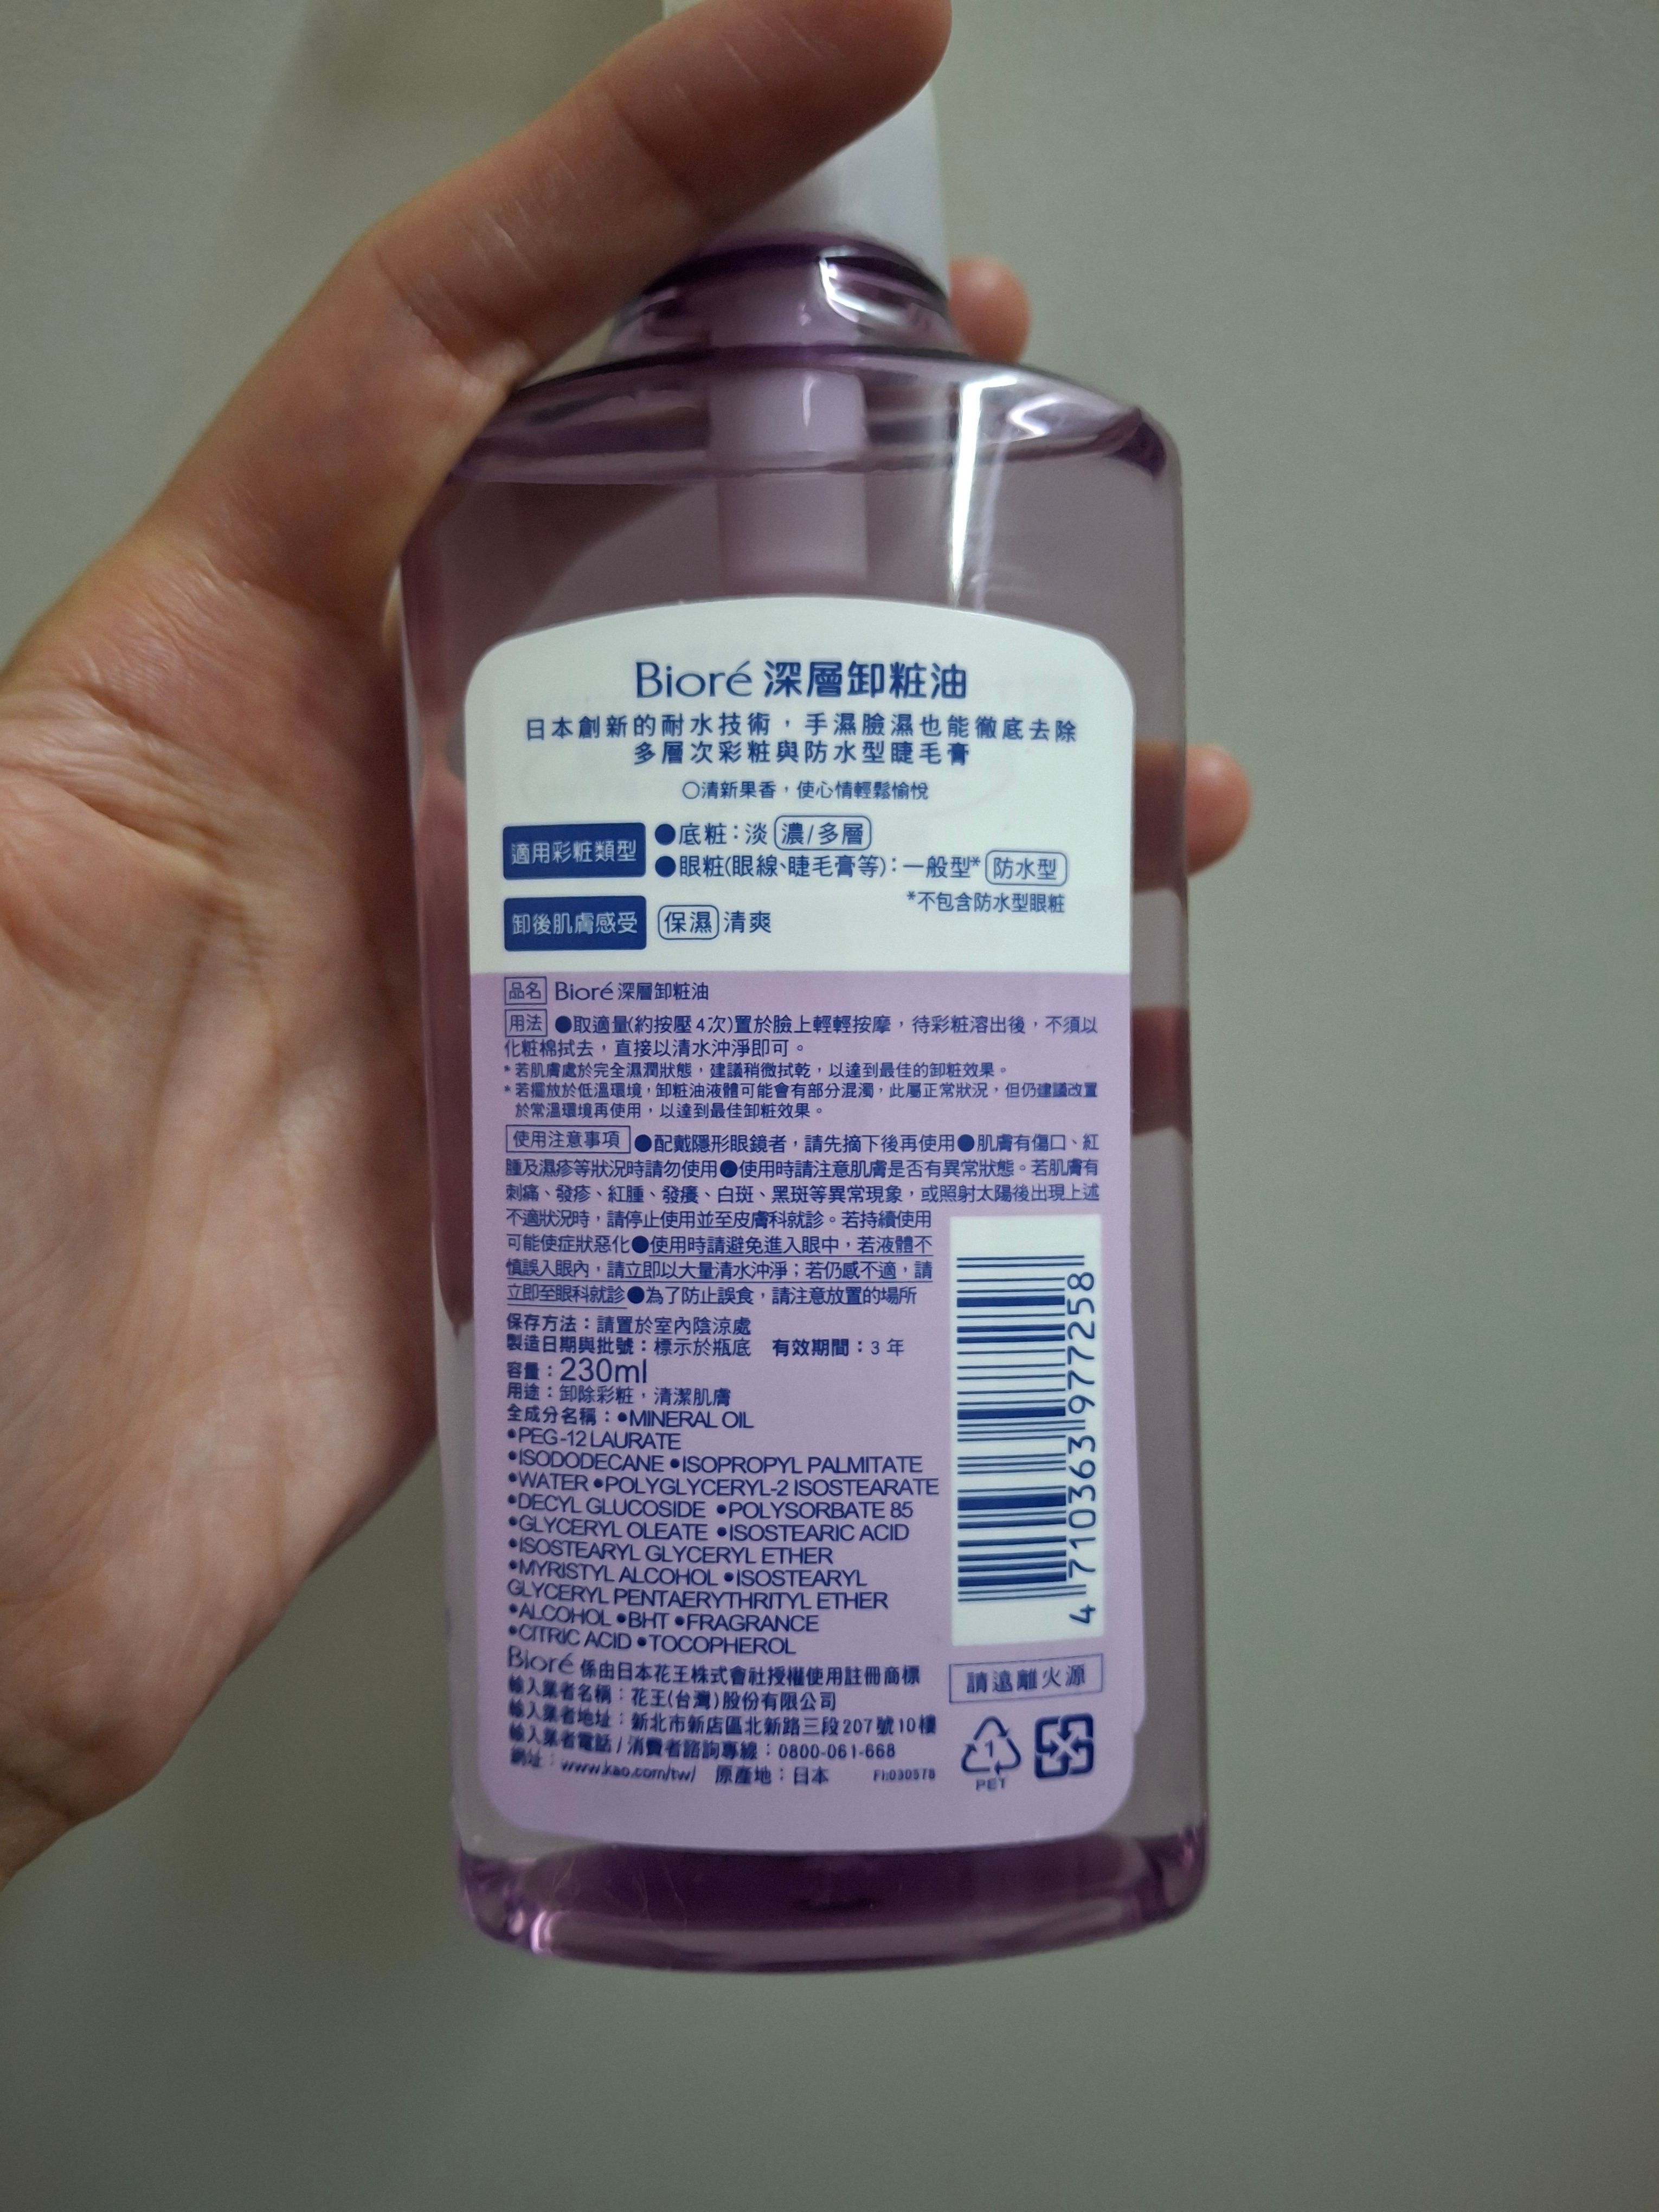 Bioré 深層卸粧油
日本創新的耐水技術，手濕臉濕也能徹底去除
多層次彩粧與防水型睫毛膏
○清新果香，使心情輕鬆愉悅
適用彩粧類型 ●底粧：淡 濃/多層
●眼粧(眼線、睫毛膏等)：一般型* 防水型
*不包含防水型眼粧
卸後肌膚感受 保濕 清爽
品名 Bioré 深層卸粧油
用法 ●取適量(約按壓4次)置於臉上輕輕按摩，待彩粧溶出後，不須以
化粧棉拭去，直接以清水沖淨即可。
*若肌膚處於完全濕潤狀態，建議稍微拭乾，以達到最佳的卸粧效果。
*若擺放於低溫環境，卸粧油液體可能會有部分混濁，此屬正常狀況，但仍建議改置
於常溫環境再使用，以達到最佳卸粧效果。
使用注意事項 ●配戴隱形眼鏡者，請先摘下後再使用●肌膚有傷口、紅
腫及濕疹等狀況時請勿使用●使用時請注意肌膚是否有異常狀態。若肌膚有
刺痛、發疹、紅腫、發癢、白斑、黑斑等異常現象，或照射太陽後出現上述
不適狀況時，請停止使用並至皮膚科就診。若持續使用
可能使症狀惡化●使用時請避免進入眼中，若液體不
慎誤入眼內，請立即以大量清水沖淨；若仍感不適，請
立即至眼科就診●為了防止誤食，請注意放置的場所
保存方法：請置於室內陰涼處
製造日期與批號：標示於瓶底 有效期間：3 年
容量：230ml
用途：卸除彩粧，清潔肌膚
全成分名稱：•MINERAL OIL
•PEG-12 LAURATE
•ISODODECANE •ISOPROPYL PALMITATE
•WATER •POLYGLYCERYL-2 ISOSTEARATE
•DECYL GLUCOSIDE •POLYSORBATE 85
•GLYCERYL OLEATE •ISOSTEARIC ACID
•ISOSTEARYL GLYCERYL ETHER
•MYRISTYL ALCOHOL •ISOSTEARYL
GLYCERYL PENTAERYTHRITYL ETHER
•ALCOHOL •BHT •FRAGRANCE
•CITRIC ACID •TOCOPHEROL
Bioré 係由日本花王株式會社授權使用註冊商標
輸入業者名稱：花王(台灣)股份有限公司
輸入業者地址：新北市新店區北新路三段207號10樓
輸入業者電話/消費者諮詢專線：0800-061-668
網址：www.kao.com/tw/ 原產地：日本 FI:030578
4 710363 977258
請遠離火源
1
PET